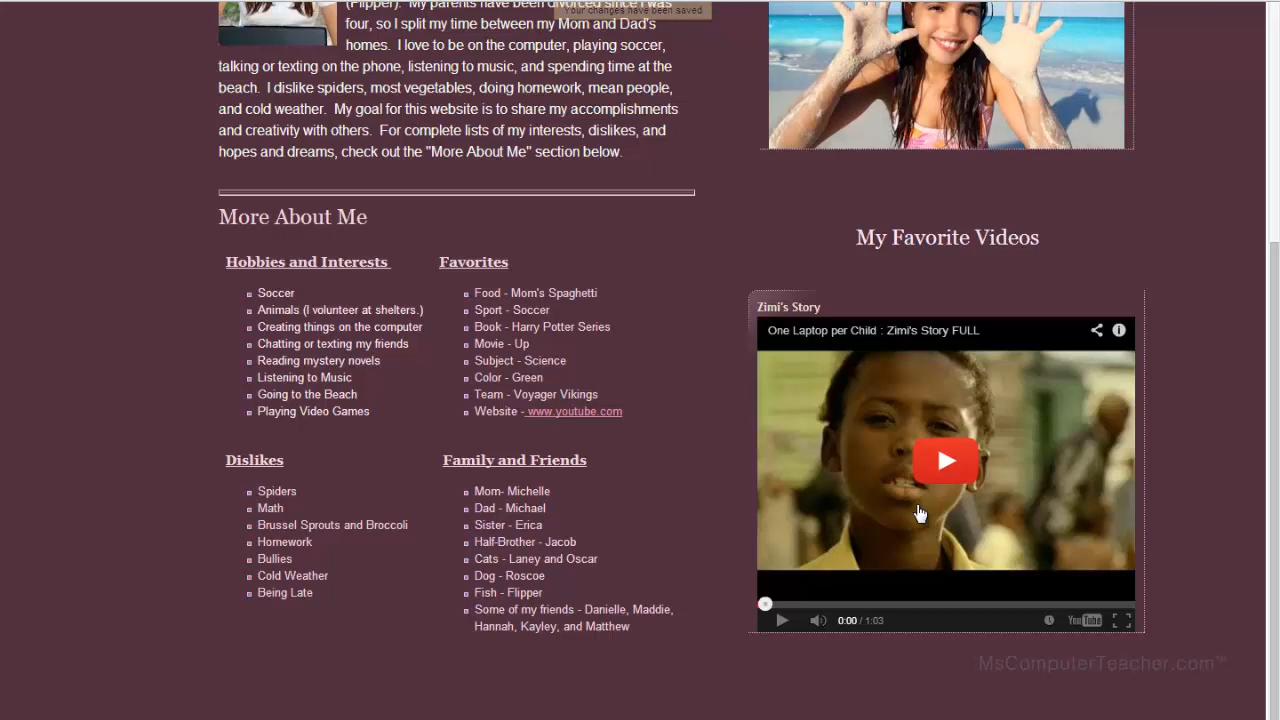 (Flipper). My parents have been divorced since I was
Your changes have been saved
four, so I split my time between my Mom and Dad's
homes. I love to be on the computer, playing soccer,
talking or texting on the phone, listening to music, and spending time at the
beach. I dislike spiders, most vegetables, doing homework, mean people,
and cold weather. My goal for this website is to share my accomplishments
and creativity with others. For complete lists of my interests, dislikes, and
hopes and dreams, check out the "More About Me" section below.
More About Me
Hobbies and Interests
Soccer
Animals (I volunteer at shelters.)
Creating things on the computer
Chatting or texting my friends
Reading mystery novels
Listening to Music
Going to the Beach
Playing Video Games
Favorites
Food - Mom's Spaghetti
Sport - Soccer
Book - Harry Potter Series
Movie - Up
Subject - Science
Color - Green
Team - Voyager Vikings
Website - www.youtube.com
Dislikes
Spiders
Math
Brussel Sprouts and Broccoli
Homework
Bullies
Cold Weather
Being Late
Family and Friends
Mom- Michelle
Dad - Michael
Sister - Erica
Half-Brother - Jacob
Cats - Laney and Oscar
Dog - Roscoe
Fish - Flipper
Some of my friends - Danielle, Maddie,
Hannah, Kayley, and Matthew
My Favorite Videos
Zimi's Story
One Laptop per Child : Zimi's Story FULL
0:00 / 1:03
YouTube
MsComputerTeacher.com™